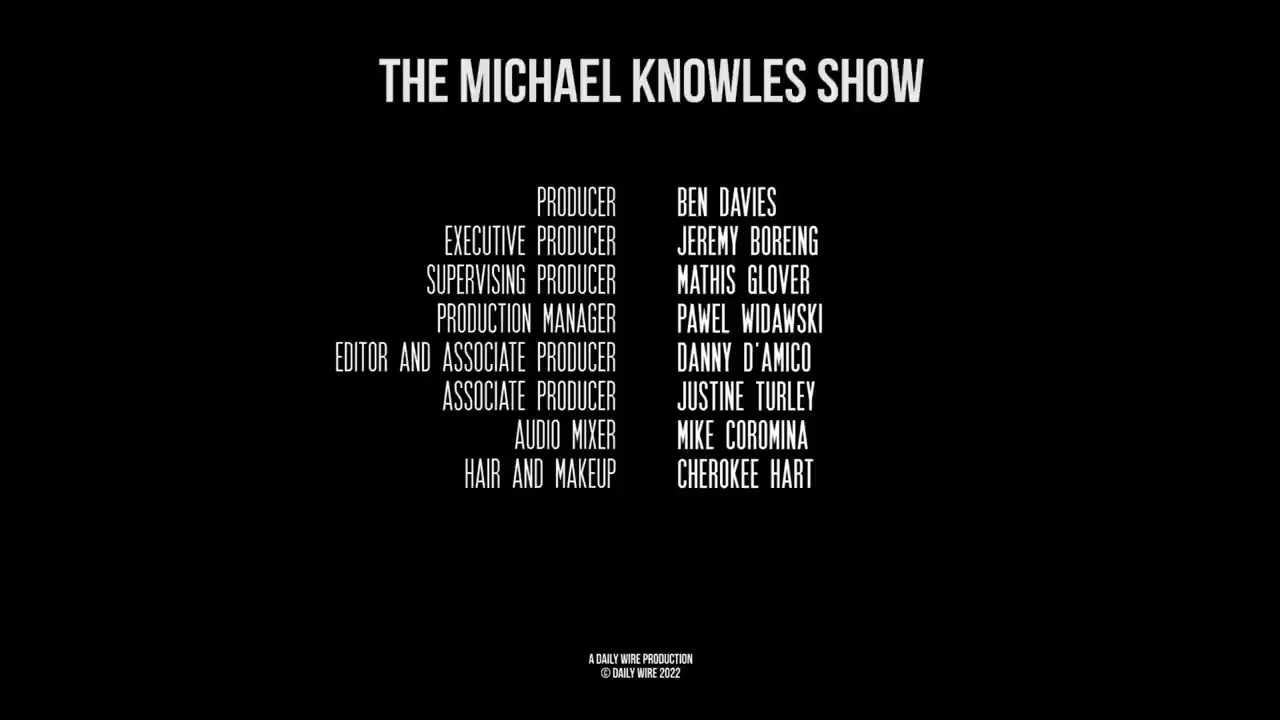 THE MICHAEL KNOWLES SHOW
PRODUCER BEN DAVIES
EXECUTIVE PRODUCER JEREMY BOREING
SUPERVISING PRODUCER MATHIS GLOVER
PRODUCTION MANAGER PAWEL WIDAWSKI
EDITOR AND ASSOCIATE PRODUCER DANNY D'AMICO
ASSOCIATE PRODUCER JUSTINE TURLEY
AUDIO MIXER MIKE COROMINA
HAIR AND MAKEUP CHEROKEE HART
A DAILY WIRE PRODUCTION
© DAILY WIRE 2022